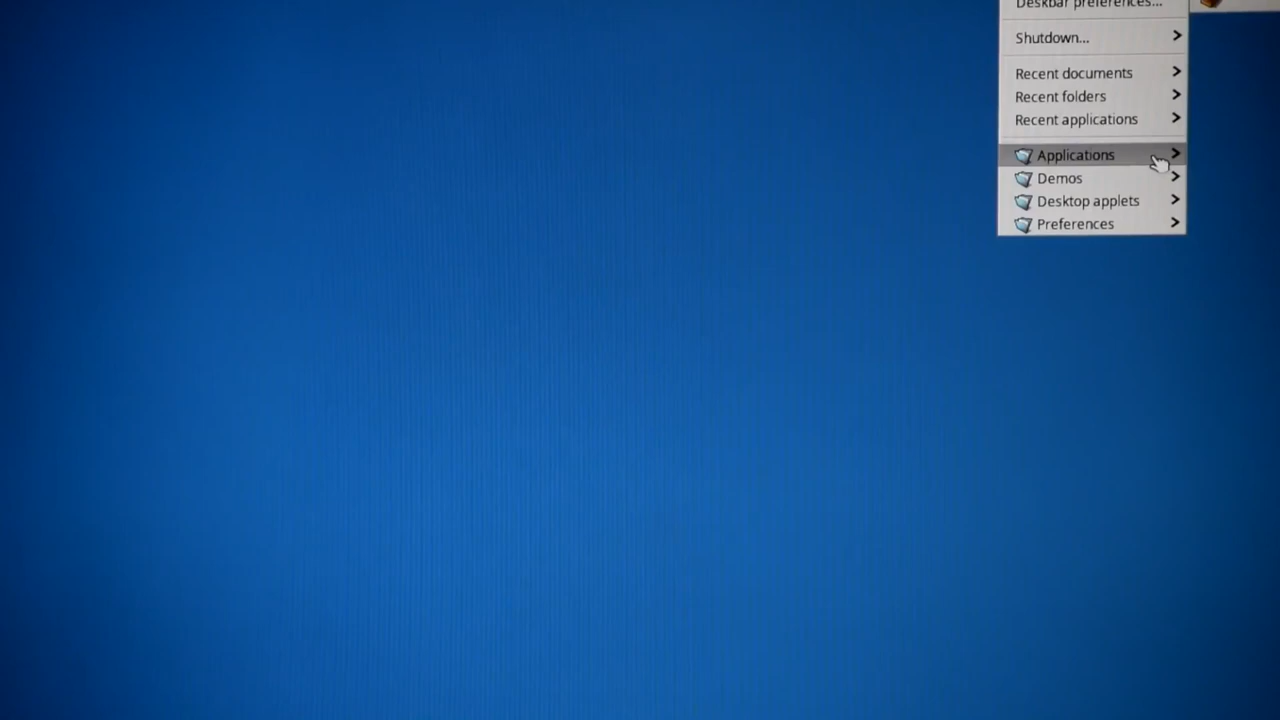 Deskbar preferences...
Shutdown...
Recent documents
Recent folders
Recent applications
Applications
Demos
Desktop applets
Preferences